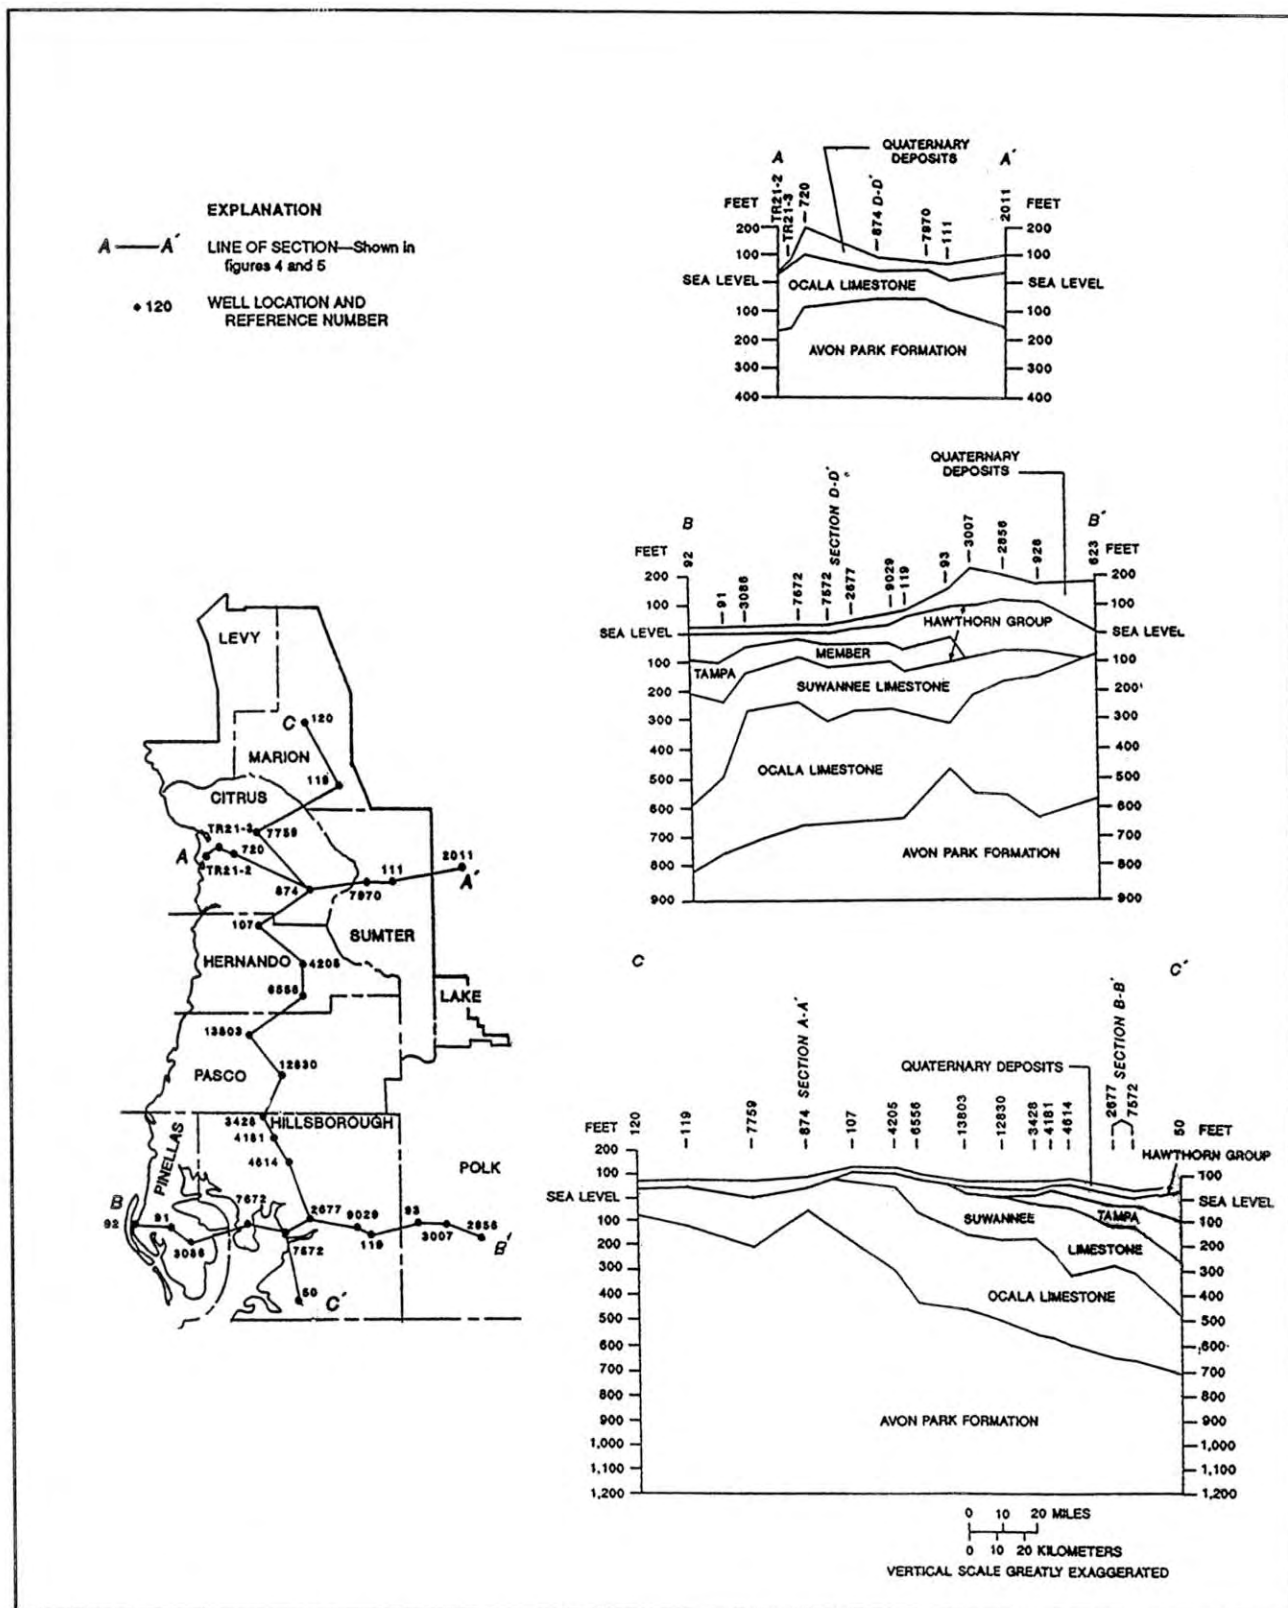 EXPLANATION
A — A′ LINE OF SECTION—Shown in
figures 4 and 5
• 120 WELL LOCATION AND
REFERENCE NUMBER
LEVY
C
120
MARION
119
CITRUS
TR21-3
7759
A
720
TR21-2
874
7970
111
2011
A′
107
SUMTER
HERNANDO
4205
6556
LAKE
13803
12830
PASCO
3428
HILLSBOROUGH
4181
4614
POLK
PINELLAS
B
92
91
3086
7672
7572
2677
9029
119
93
3007
2856
B′
50
C′
A
QUATERNARY
DEPOSITS
A′
TR21-2
TR21-3
720
874 D-D′
7970
111
2011
FEET
FEET
200
200
100
100
SEA LEVEL
OCALA LIMESTONE
SEA LEVEL
100
100
200
AVON PARK FORMATION
200
300
300
400
400
QUATERNARY
DEPOSITS
B
B′
92
91
3086
7672
7572
SECTION D-D′
2677
9029
119
93
3007
2856
928
623
FEET
FEET
200
200
100
100
HAWTHORN GROUP
SEA LEVEL
SEA LEVEL
MEMBER
100
100
TAMPA
SUWANNEE LIMESTONE
200
200
300
300
400
400
OCALA LIMESTONE
500
500
600
600
700
700
AVON PARK FORMATION
800
800
900
900
C
C′
QUATERNARY DEPOSITS
120
119
7759
874 SECTION A-A′
107
4205
6556
13803
12830
3428
4181
4614
2677
SECTION B-B′
7572
50
FEET
FEET
HAWTHORN GROUP
200
100
100
SEA LEVEL
SEA LEVEL
SUWANNEE
TAMPA
100
100
LIMESTONE
200
200
300
300
OCALA LIMESTONE
400
400
500
500
600
600
700
700
800
800
AVON PARK FORMATION
900
900
1,000
1,000
1,100
1,100
1,200
1,200
0 10 20 MILES
0 10 20 KILOMETERS
VERTICAL SCALE GREATLY EXAGGERATED